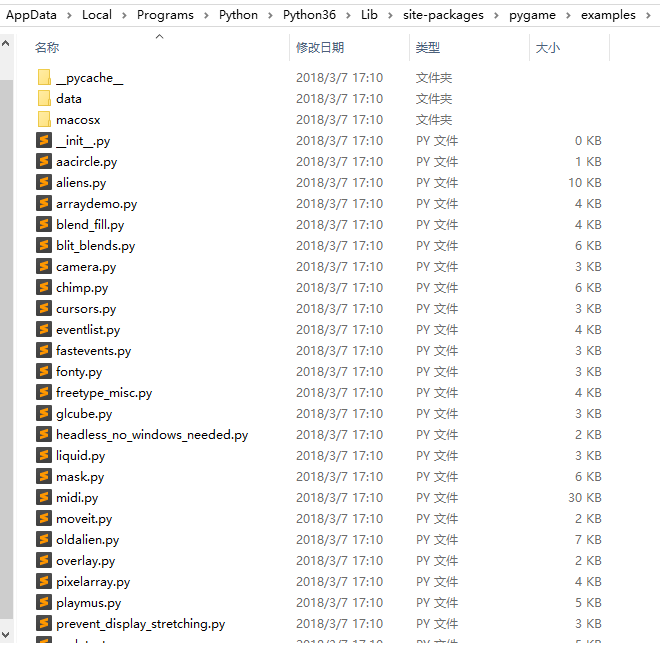 AppData > Local > Programs > Python > Python36 > Lib > site-packages > pygame > examples >
名称 修改日期 类型 大小
__pycache__ 2018/3/7 17:10 文件夹
data 2018/3/7 17:10 文件夹
macosx 2018/3/7 17:10 文件夹
__init__.py 2018/3/7 17:10 PY 文件 0 KB
aacircle.py 2018/3/7 17:10 PY 文件 1 KB
aliens.py 2018/3/7 17:10 PY 文件 10 KB
arraydemo.py 2018/3/7 17:10 PY 文件 4 KB
blend_fill.py 2018/3/7 17:10 PY 文件 4 KB
blit_blends.py 2018/3/7 17:10 PY 文件 6 KB
camera.py 2018/3/7 17:10 PY 文件 3 KB
chimp.py 2018/3/7 17:10 PY 文件 6 KB
cursors.py 2018/3/7 17:10 PY 文件 3 KB
eventlist.py 2018/3/7 17:10 PY 文件 4 KB
fastevents.py 2018/3/7 17:10 PY 文件 3 KB
fonty.py 2018/3/7 17:10 PY 文件 3 KB
freetype_misc.py 2018/3/7 17:10 PY 文件 4 KB
glcube.py 2018/3/7 17:10 PY 文件 3 KB
headless_no_windows_needed.py 2018/3/7 17:10 PY 文件 2 KB
liquid.py 2018/3/7 17:10 PY 文件 3 KB
mask.py 2018/3/7 17:10 PY 文件 6 KB
midi.py 2018/3/7 17:10 PY 文件 30 KB
moveit.py 2018/3/7 17:10 PY 文件 2 KB
oldalien.py 2018/3/7 17:10 PY 文件 7 KB
overlay.py 2018/3/7 17:10 PY 文件 2 KB
pixelarray.py 2018/3/7 17:10 PY 文件 4 KB
playmus.py 2018/3/7 17:10 PY 文件 5 KB
prevent_display_stretching.py 2018/3/7 17:10 PY 文件 3 KB